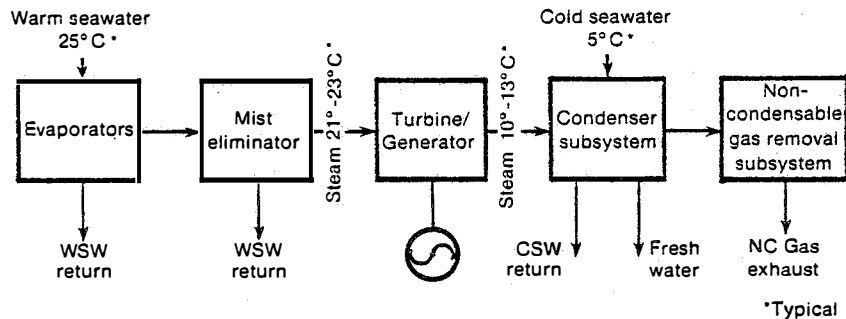 Warm seawater
25°C *
Cold seawater
5°C *
Evaporators
Mist
eliminator
Steam 21°-23°C *
Turbine/
Generator
Steam 10°-13°C *
Condenser
subsystem
Non-
condensable
gas removal
subsystem
WSW
return
WSW
return
CSW
return
Fresh
water
NC Gas
exhaust
*Typical